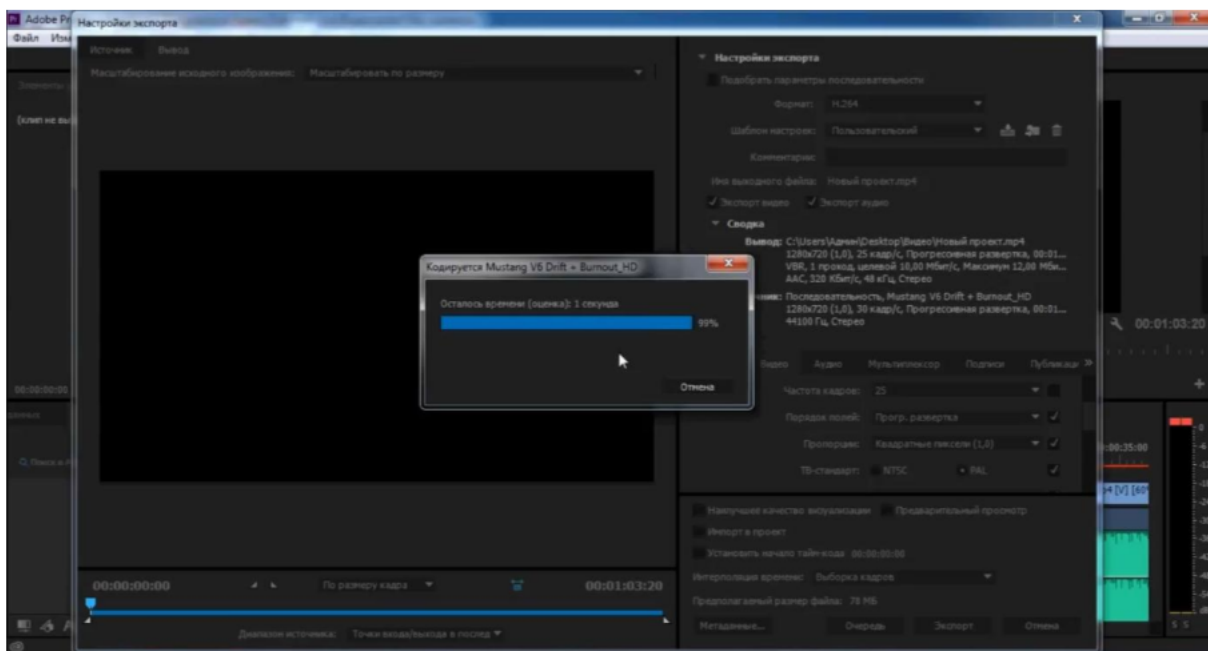 Adobe Pr
Настройки экспорта
Файл Изм
Источник Вывод
Масштабирование исходного изображения: Масштабировать по размеру
(клип не вы
Настройки экспорта
Подобрать параметры последовательности
Формат: H.264
Шаблон настроек: Пользовательский
Комментарии:
Имя выходного файла: Новый проект.mp4
Экспорт видео Экспорт аудио
Сводка
Вывод: C:\Users\Админ\Desktop\Видео\Новый проект.mp4
1280x720 (1,0), 25 кадр/с, Прогрессивная развертка, 00:01...
VBR, 1 проход, целевой 10,00 Мбит/с, Максимум 12,00 Мби...
AAC, 320 Кбит/с, 48 кГц, Стерео
чник: Последовательность, Mustang V6 Drift + Burnout_HD
1280x720 (1,0), 30 кадр/с, Прогрессивная развертка, 00:01...
44100 Гц, Стерео
Кодируется Mustang V6 Drift + Burnout_HD
Осталось времени (оценка): 1 секунда
99%
Отмена
Видео Аудио Мультиплексор Подписи Публикаци
Частота кадров: 25
Порядок полей: Прогр. развертка
Пропорции: Квадратные пиксели (1,0)
ТВ-стандарт: NTSC PAL
Наилучшее качество визуализации Предварительный просмотр
Импорт в проект
Установить начало тайм-кода 00:00:00:00
Интерполяция времени: Выборка кадров
Предполагаемый размер файла: 78 МБ
Метаданные... Очередь Экспорт Отмена
00:00:00:00 По размеру кадра 00:01:03:20
Диапазон источника: Точки входа/выхода в послед
00:00:00:00
00:01:03:20
0:00:35:00
p4 [V] [60%
S S